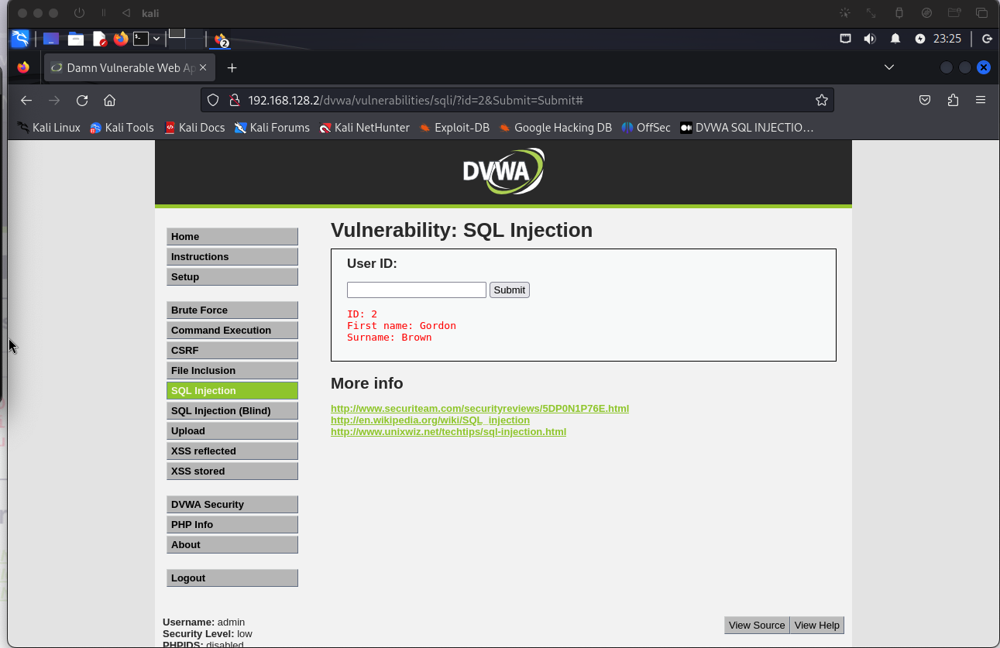 kali
2
23:25
Damn Vulnerable Web Ap
192.168.128.2/dvwa/vulnerabilities/sqli/?id=2&Submit=Submit#
Kali Linux Kali Tools Kali Docs Kali Forums Kali NetHunter Exploit-DB Google Hacking DB OffSec DVWA SQL INJECTIO…
DVWA
Home
Instructions
Setup
Brute Force
Command Execution
CSRF
File Inclusion
SQL Injection
SQL Injection (Blind)
Upload
XSS reflected
XSS stored
DVWA Security
PHP Info
About
Logout
Vulnerability: SQL Injection
User ID:
Submit
ID: 2
First name: Gordon
Surname: Brown
More info
http://www.securiteam.com/securityreviews/5DP0N1P76E.html
http://en.wikipedia.org/wiki/SQL_injection
http://www.unixwiz.net/techtips/sql-injection.html
Username: admin
Security Level: low
PHPIDS: disabled
View Source View Help